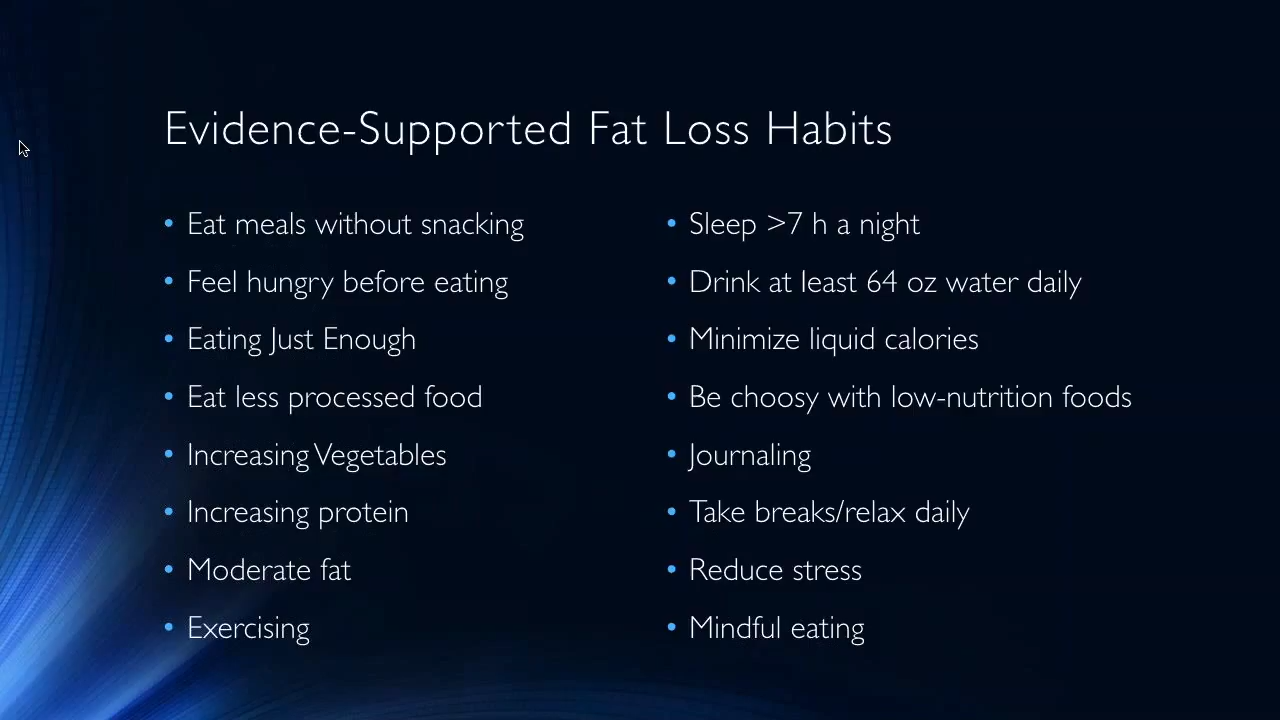 Evidence-Supported Fat Loss Habits
• Eat meals without snacking
• Feel hungry before eating
• Eating Just Enough
• Eat less processed food
• Increasing Vegetables
• Increasing protein
• Moderate fat
• Exercising
• Sleep >7 h a night
• Drink at least 64 oz water daily
• Minimize liquid calories
• Be choosy with low-nutrition foods
• Journaling
• Take breaks/relax daily
• Reduce stress
• Mindful eating